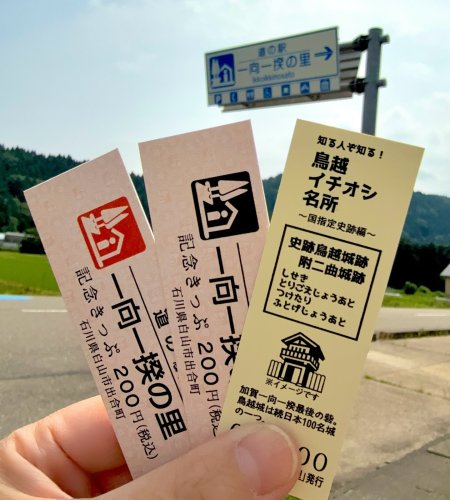 道の駅
一向一揆の里
Ikkoikkinosato
一向一揆の里
記念きっぷ 200円(税込)
石川県白山市出合町
道の
一向一揆の里
記念きっぷ 200円(税込)
石川県白山市出合町
知る人ぞ知る!
鳥越
イチオシ
名所
～国指定史跡編～
史跡鳥越城跡
附二曲城跡
しせき
とりごえじょうあと
つけたり
ふとげじょうあと
※イメージです
加賀一向一揆最後の砦。
鳥越城は続日本100名城
の一つ
00
」発行